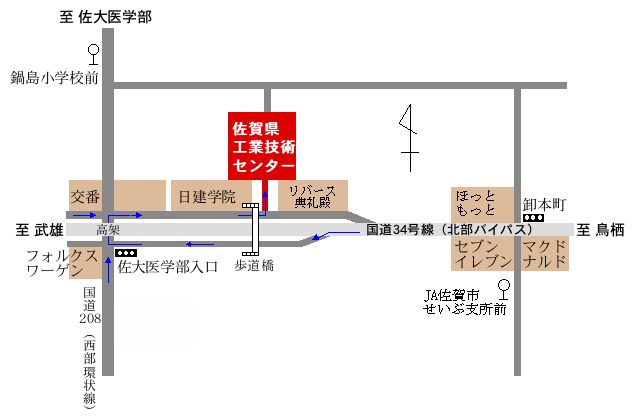 至 佐大医学部
鍋島小学校前
佐賀県
工業技術
センター
交番
日建学院
リバース
典礼殿
ほっと
もっと
卸本町
至 武雄
高架
国道34号線（北部バイパス）
至 鳥栖
フォルクス
ワーゲン
佐大医学部入口
歩道橋
セブン
イレブン
マクド
ナルド
JA佐賀市
せいぶ支所前
国道
208
（西部環状線）